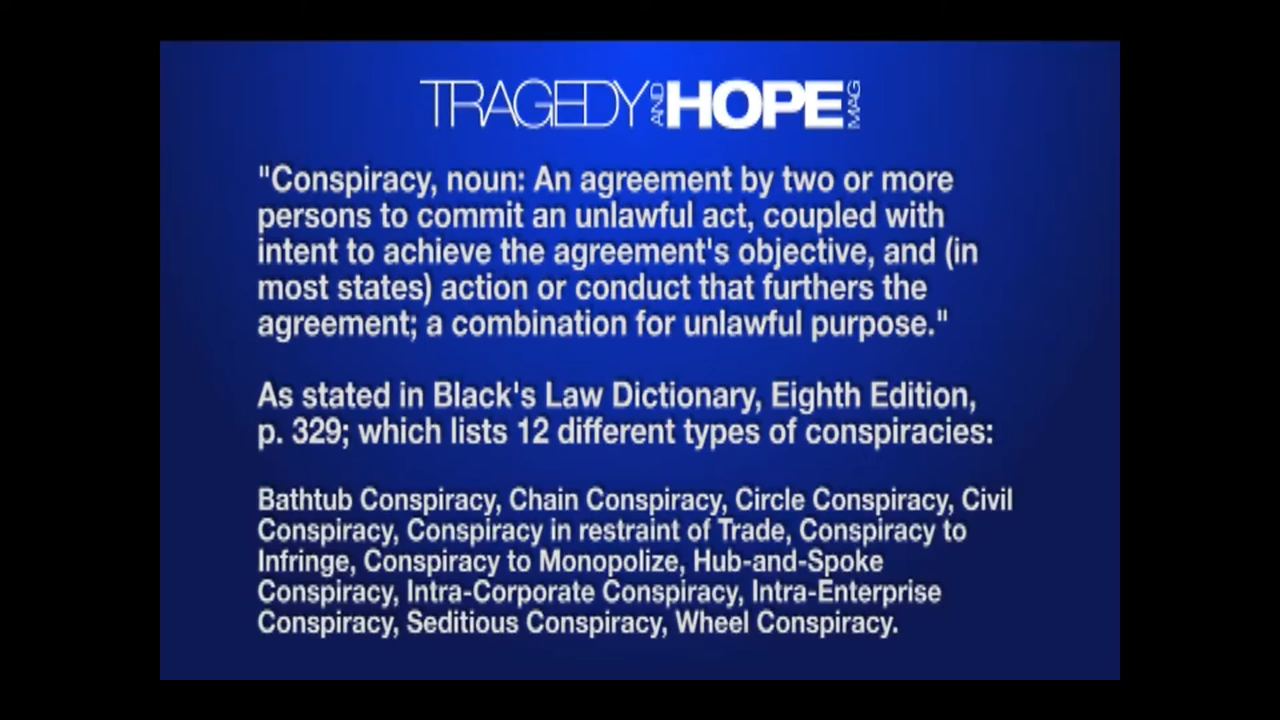 TRAGEDY AND HOPE MAG
"Conspiracy, noun: An agreement by two or more
persons to commit an unlawful act, coupled with
intent to achieve the agreement's objective, and (in
most states) action or conduct that furthers the
agreement; a combination for unlawful purpose."
As stated in Black's Law Dictionary, Eighth Edition,
p. 329; which lists 12 different types of conspiracies:
Bathtub Conspiracy, Chain Conspiracy, Circle Conspiracy, Civil
Conspiracy, Conspiracy in restraint of Trade, Conspiracy to
Infringe, Conspiracy to Monopolize, Hub-and-Spoke
Conspiracy, Intra-Corporate Conspiracy, Intra-Enterprise
Conspiracy, Seditious Conspiracy, Wheel Conspiracy.